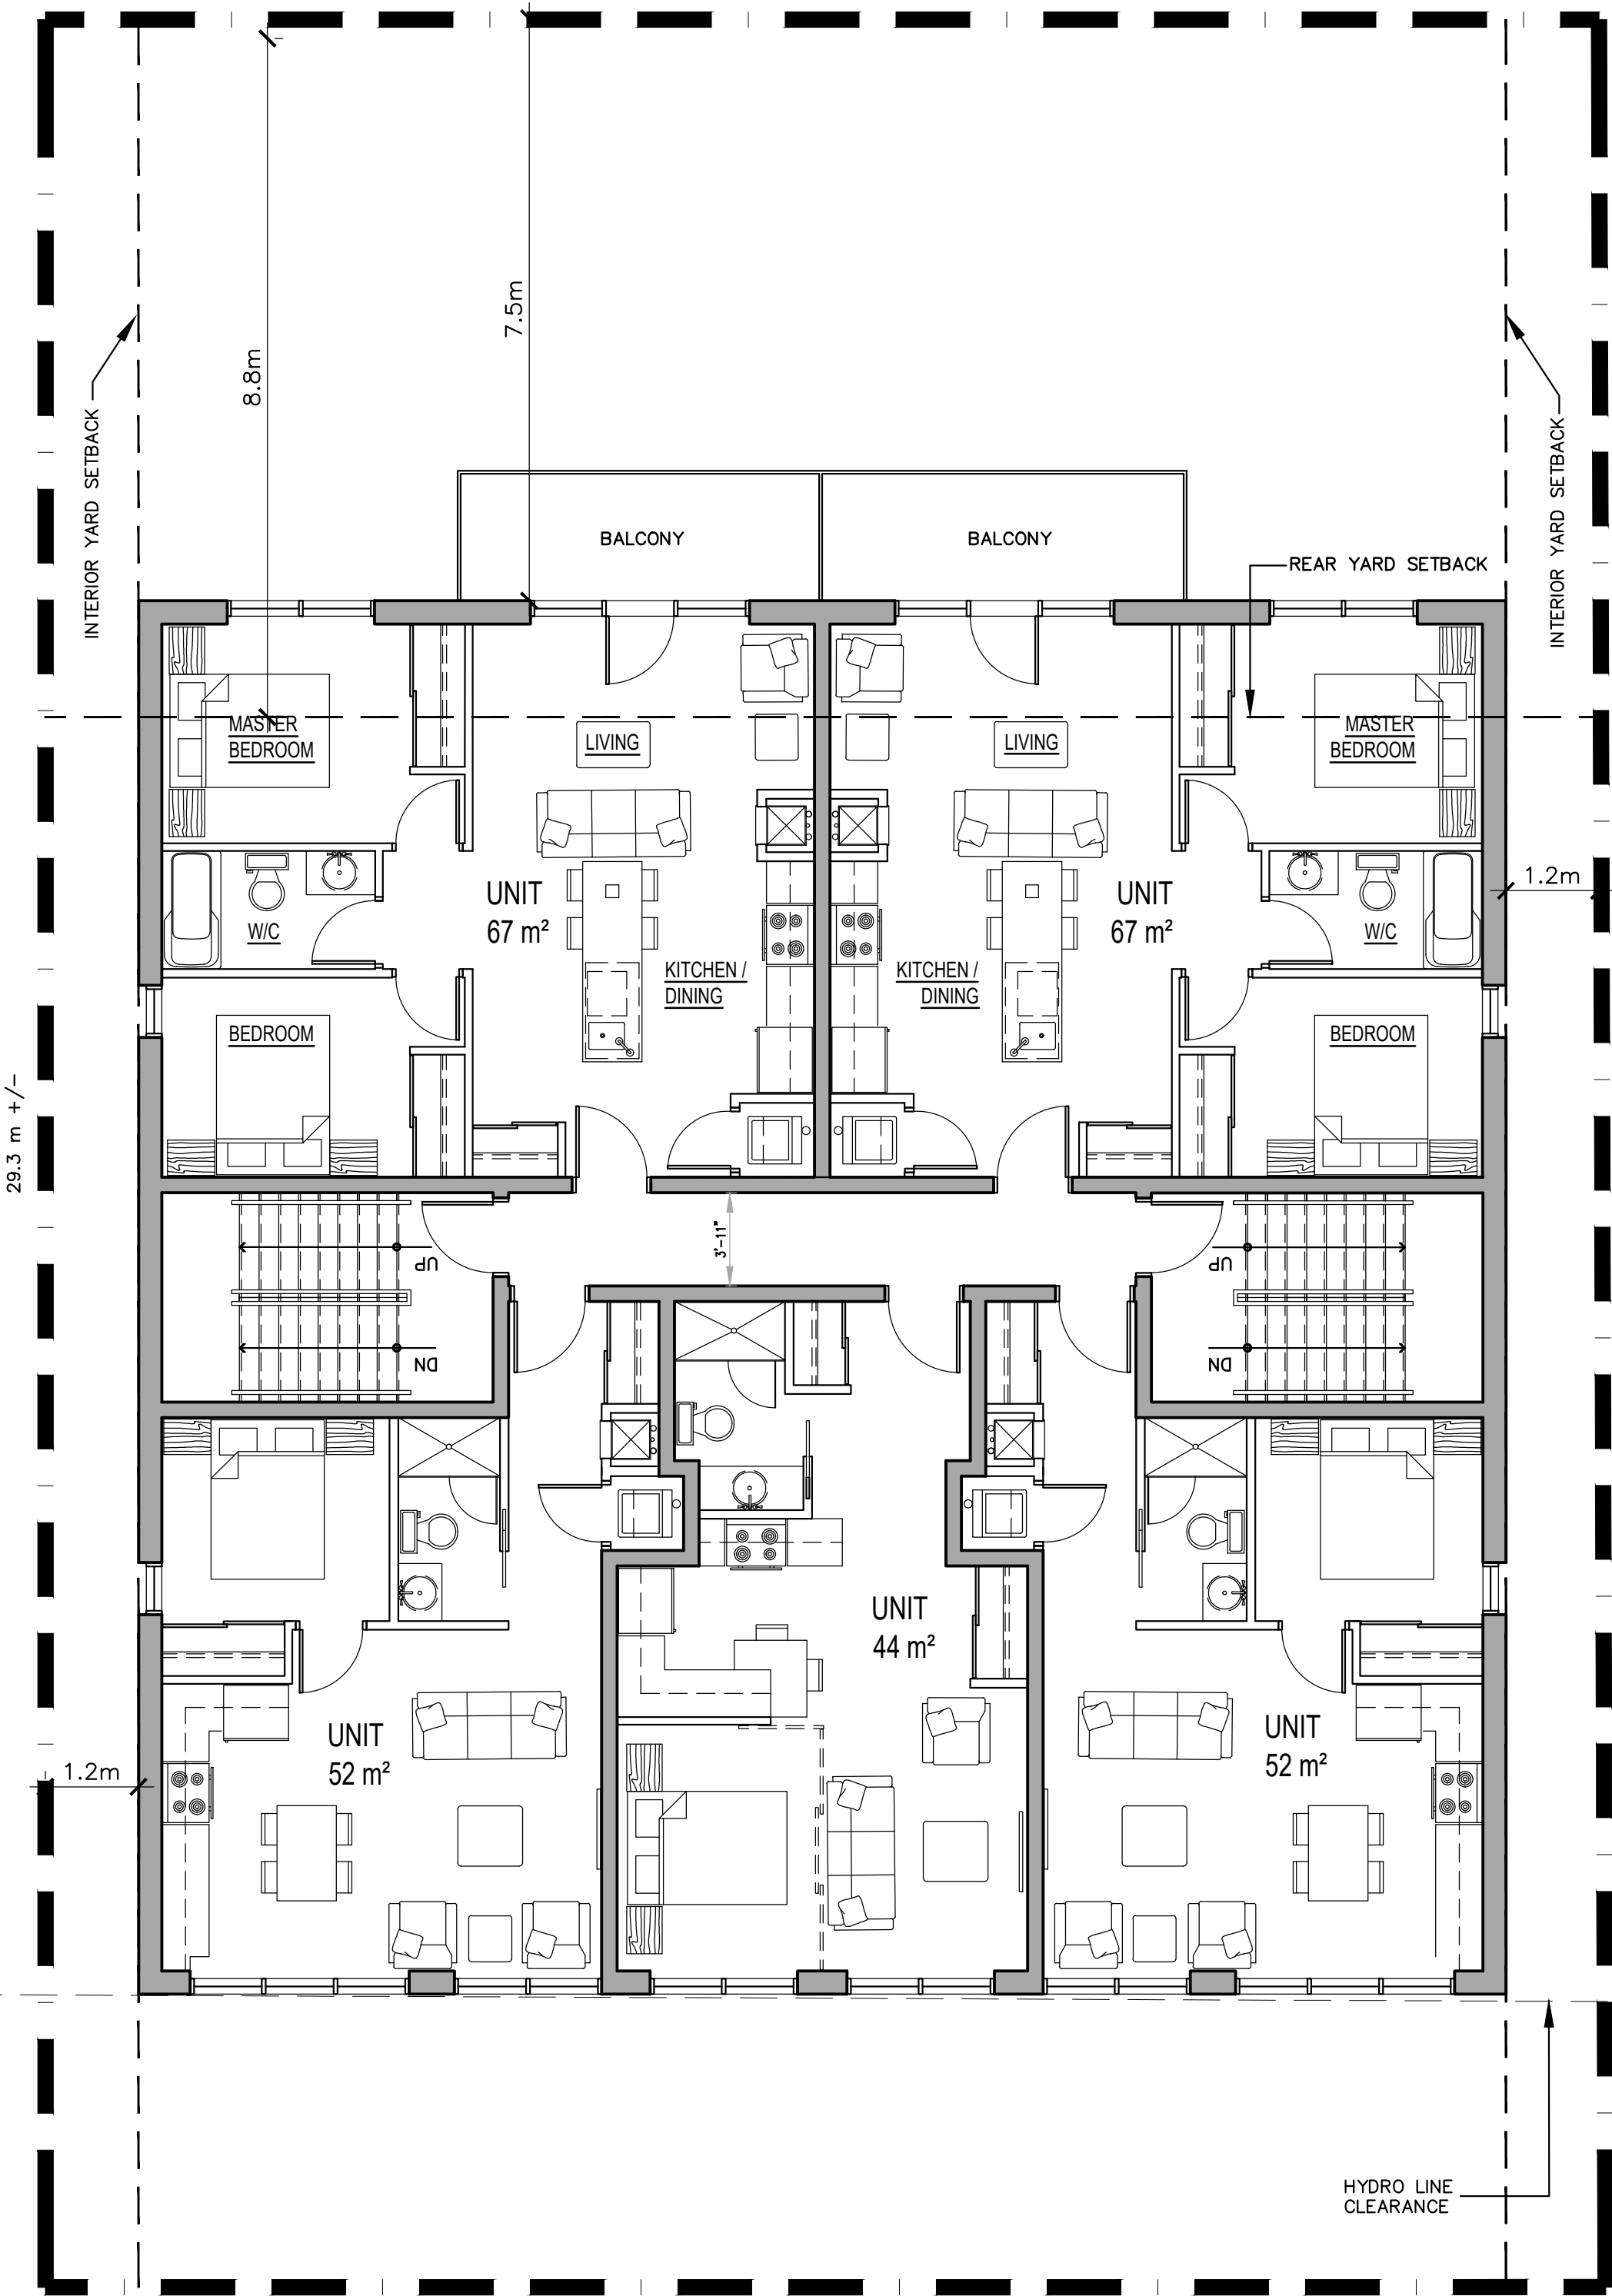 7.5m
8.8m
INTERIOR YARD SETBACK
INTERIOR YARD SETBACK
BALCONY
BALCONY
REAR YARD SETBACK
MASTER
BEDROOM
LIVING
LIVING
MASTER
BEDROOM
1.2m
UNIT
67 m²
UNIT
67 m²
W/C
W/C
KITCHEN /
DINING
KITCHEN /
DINING
BEDROOM
BEDROOM
29.3 m +/-
3'-11"
UP
UP
DN
DN
UNIT
44 m²
UNIT
52 m²
UNIT
52 m²
1.2m
HYDRO LINE
CLEARANCE